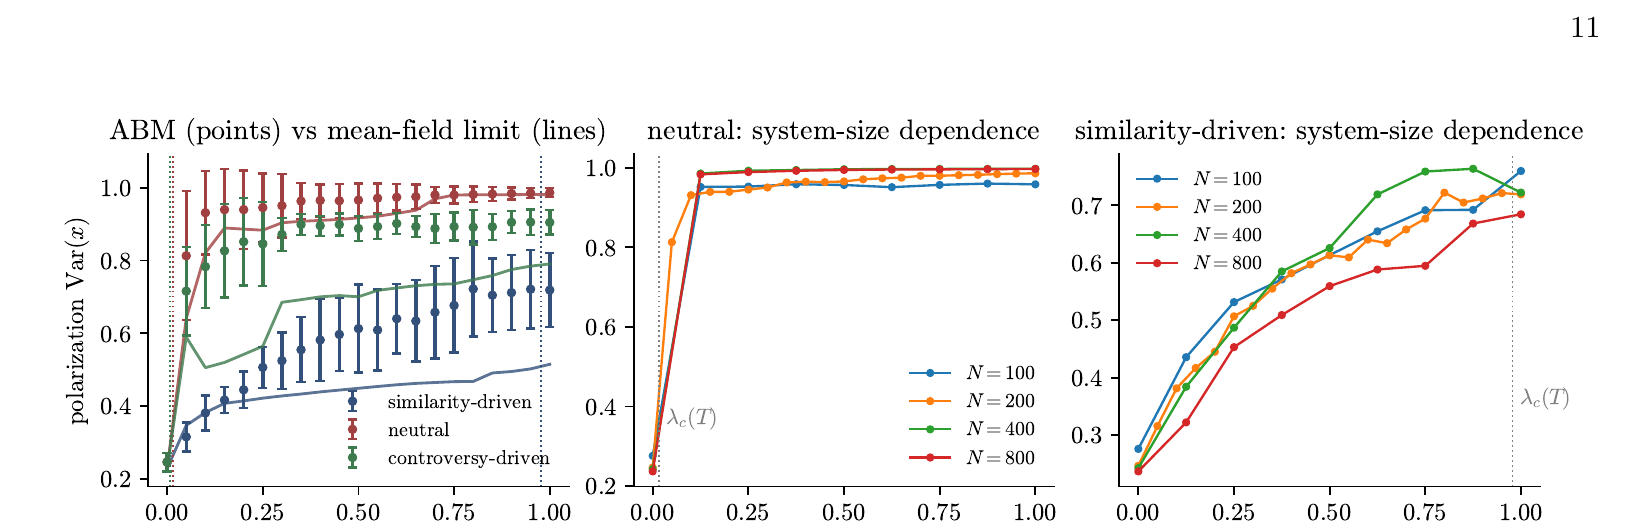 11
ABM (points) vs mean-field limit (lines)
polarization Var(x)
1.0
0.8
0.6
0.4
0.2
similarity-driven
neutral
controversy-driven
0.00 0.25 0.50 0.75 1.00
neutral: system-size dependence
1.0
0.8
0.6
0.4
0.2
λc(T)
N = 100
N = 200
N = 400
N = 800
0.00 0.25 0.50 0.75 1.00
similarity-driven: system-size dependence
N = 100
N = 200
N = 400
N = 800
0.7
0.6
0.5
0.4
0.3
λc(T)
0.00 0.25 0.50 0.75 1.00